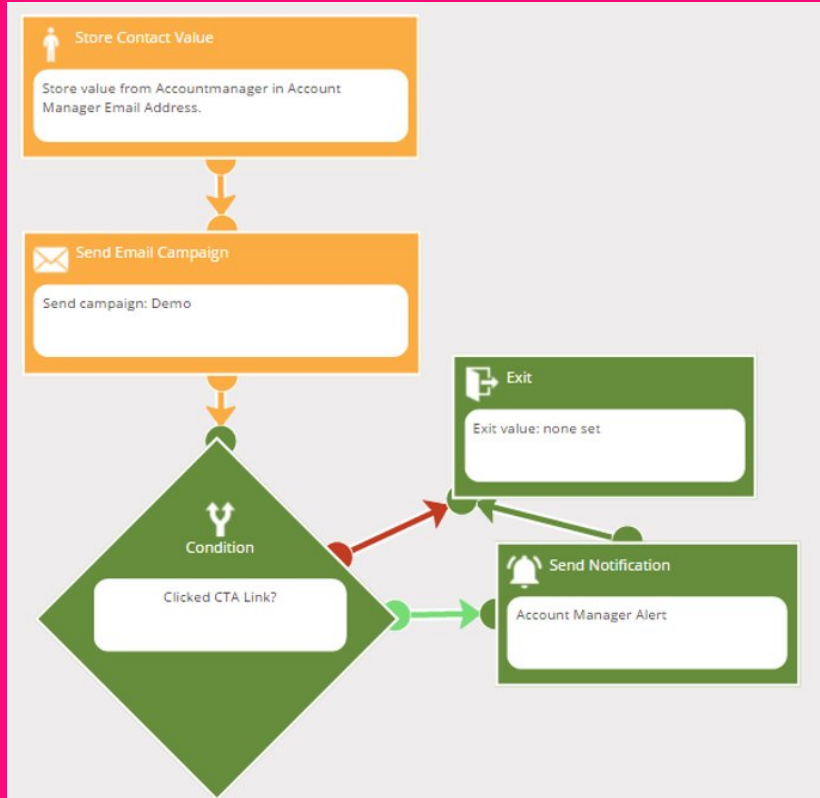 Store Contact Value
Store value from Accountmanager in Account
Manager Email Address.
Send Email Campaign
Send campaign: Demo
Exit
Exit value: none set
Condition
Clicked CTA Link?
Send Notification
Account Manager Alert